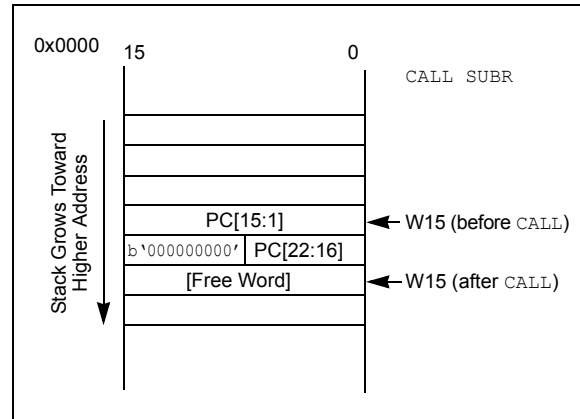 0x0000
15 0
CALL SUBR
Stack Grows Toward
Higher Address
PC[15:1]
W15 (before CALL)
b‘000000000’ PC[22:16]
[Free Word]
W15 (after CALL)